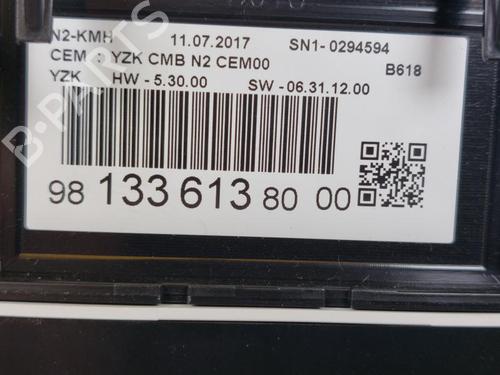 N2-KMH 11.07.2017 SN1- 0294594
CEM : YZK CMB N2 CEM00
B618
YZK HW - 5.30.00 SW - 06.31.12.00
98 133 613 80 00
B-PARTS